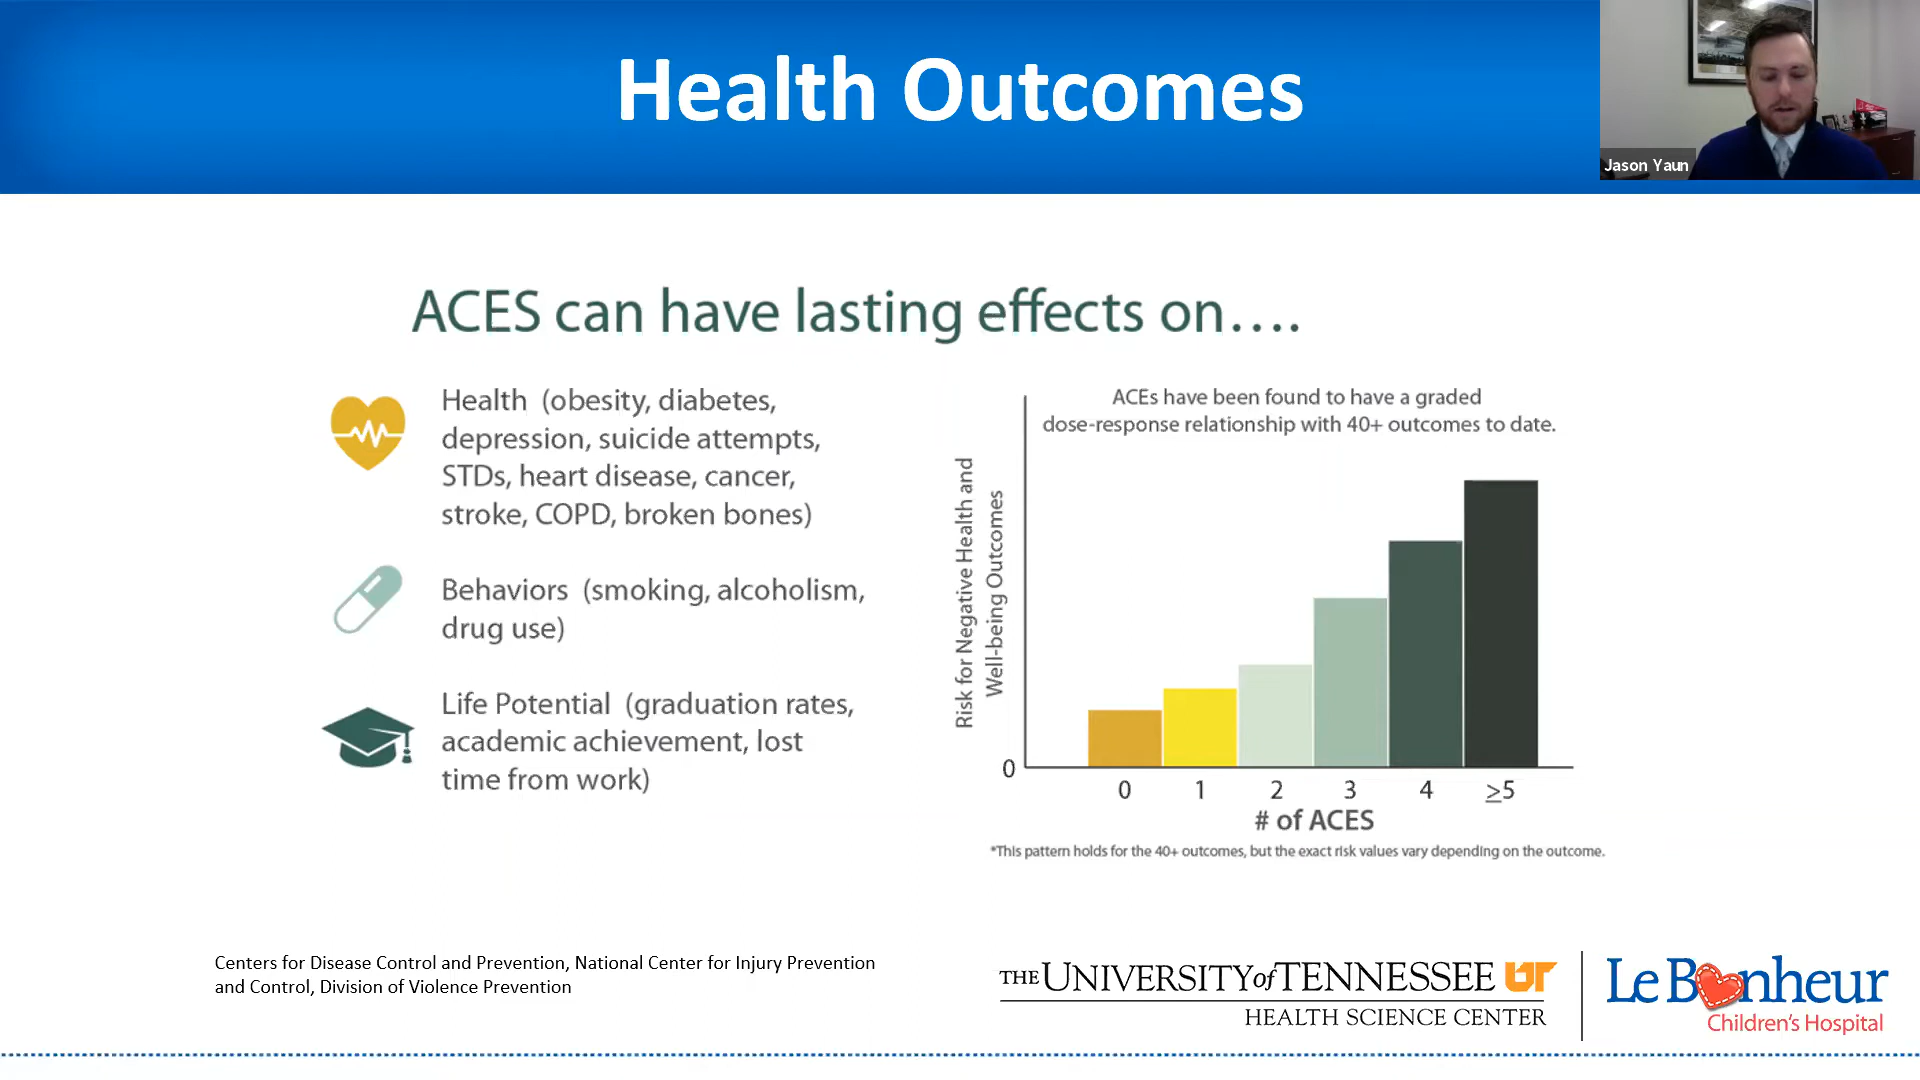 Health Outcomes
Jason Yaun
ACES can have lasting effects on....
Health (obesity, diabetes,
depression, suicide attempts,
STDs, heart disease, cancer,
stroke, COPD, broken bones)
Behaviors (smoking, alcoholism,
drug use)
Life Potential (graduation rates,
academic achievement, lost
time from work)
ACEs have been found to have a graded
dose-response relationship with 40+ outcomes to date.
Risk for Negative Health and
Well-being Outcomes
0
0 1 2 3 4 ≥5
# of ACES
*This pattern holds for the 40+ outcomes, but the exact risk values vary depending on the outcome.
Centers for Disease Control and Prevention, National Center for Injury Prevention
and Control, Division of Violence Prevention
THE UNIVERSITY of TENNESSEE UT
HEALTH SCIENCE CENTER
Le Bonheur
Children's Hospital